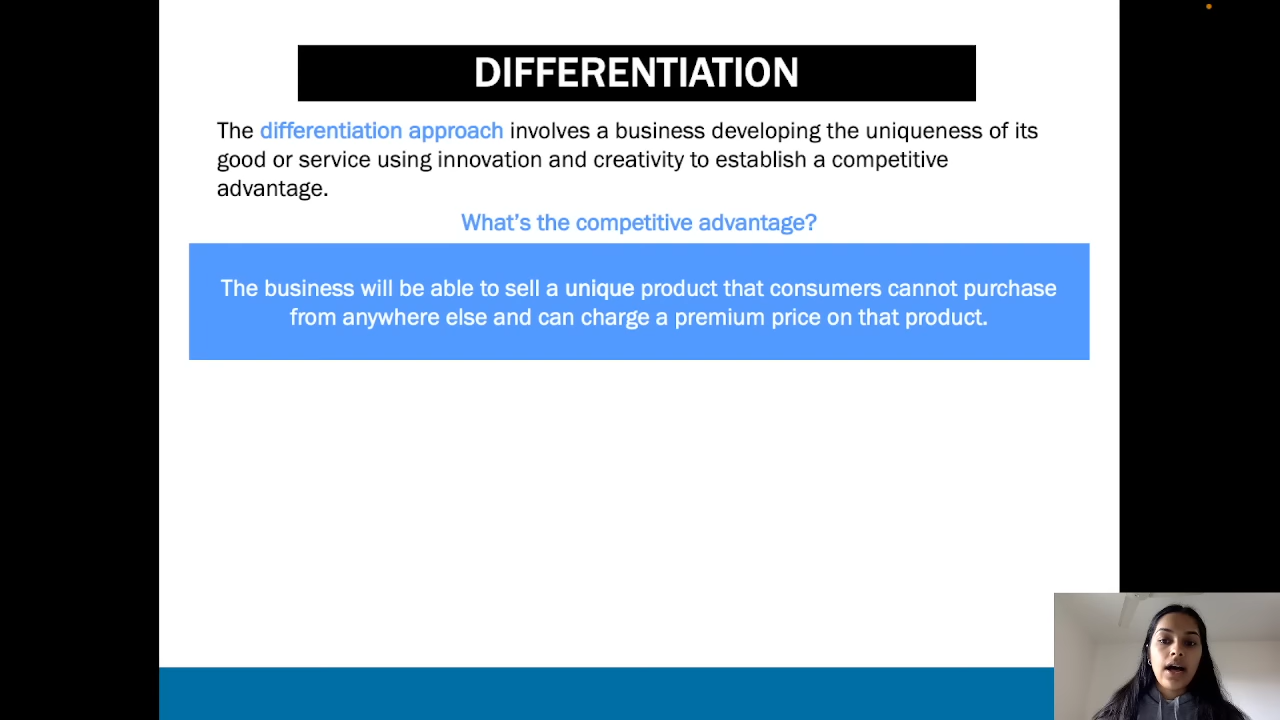 DIFFERENTIATION
The differentiation approach involves a business developing the uniqueness of its
good or service using innovation and creativity to establish a competitive
advantage.
What's the competitive advantage?
The business will be able to sell a unique product that consumers cannot purchase
from anywhere else and can charge a premium price on that product.